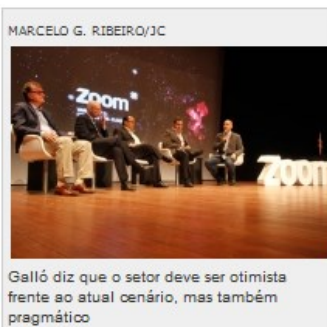 MARCELO G. RIBEIRO/JC
zoom
zoom
Galló diz que o setor deve ser otimista
frente ao atual cenário, mas também
pragmático